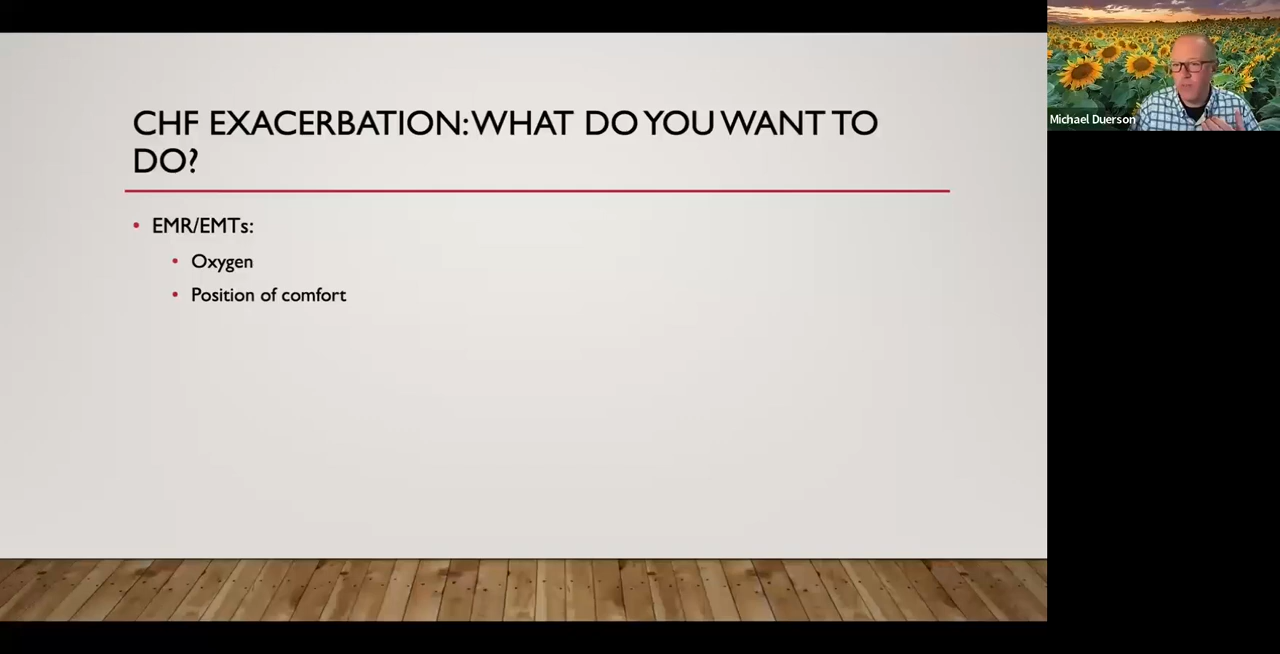 CHF EXACERBATION: WHAT DO YOU WANT TO
DO?
• EMR/EMTs:
• Oxygen
• Position of comfort
Michael Duerson